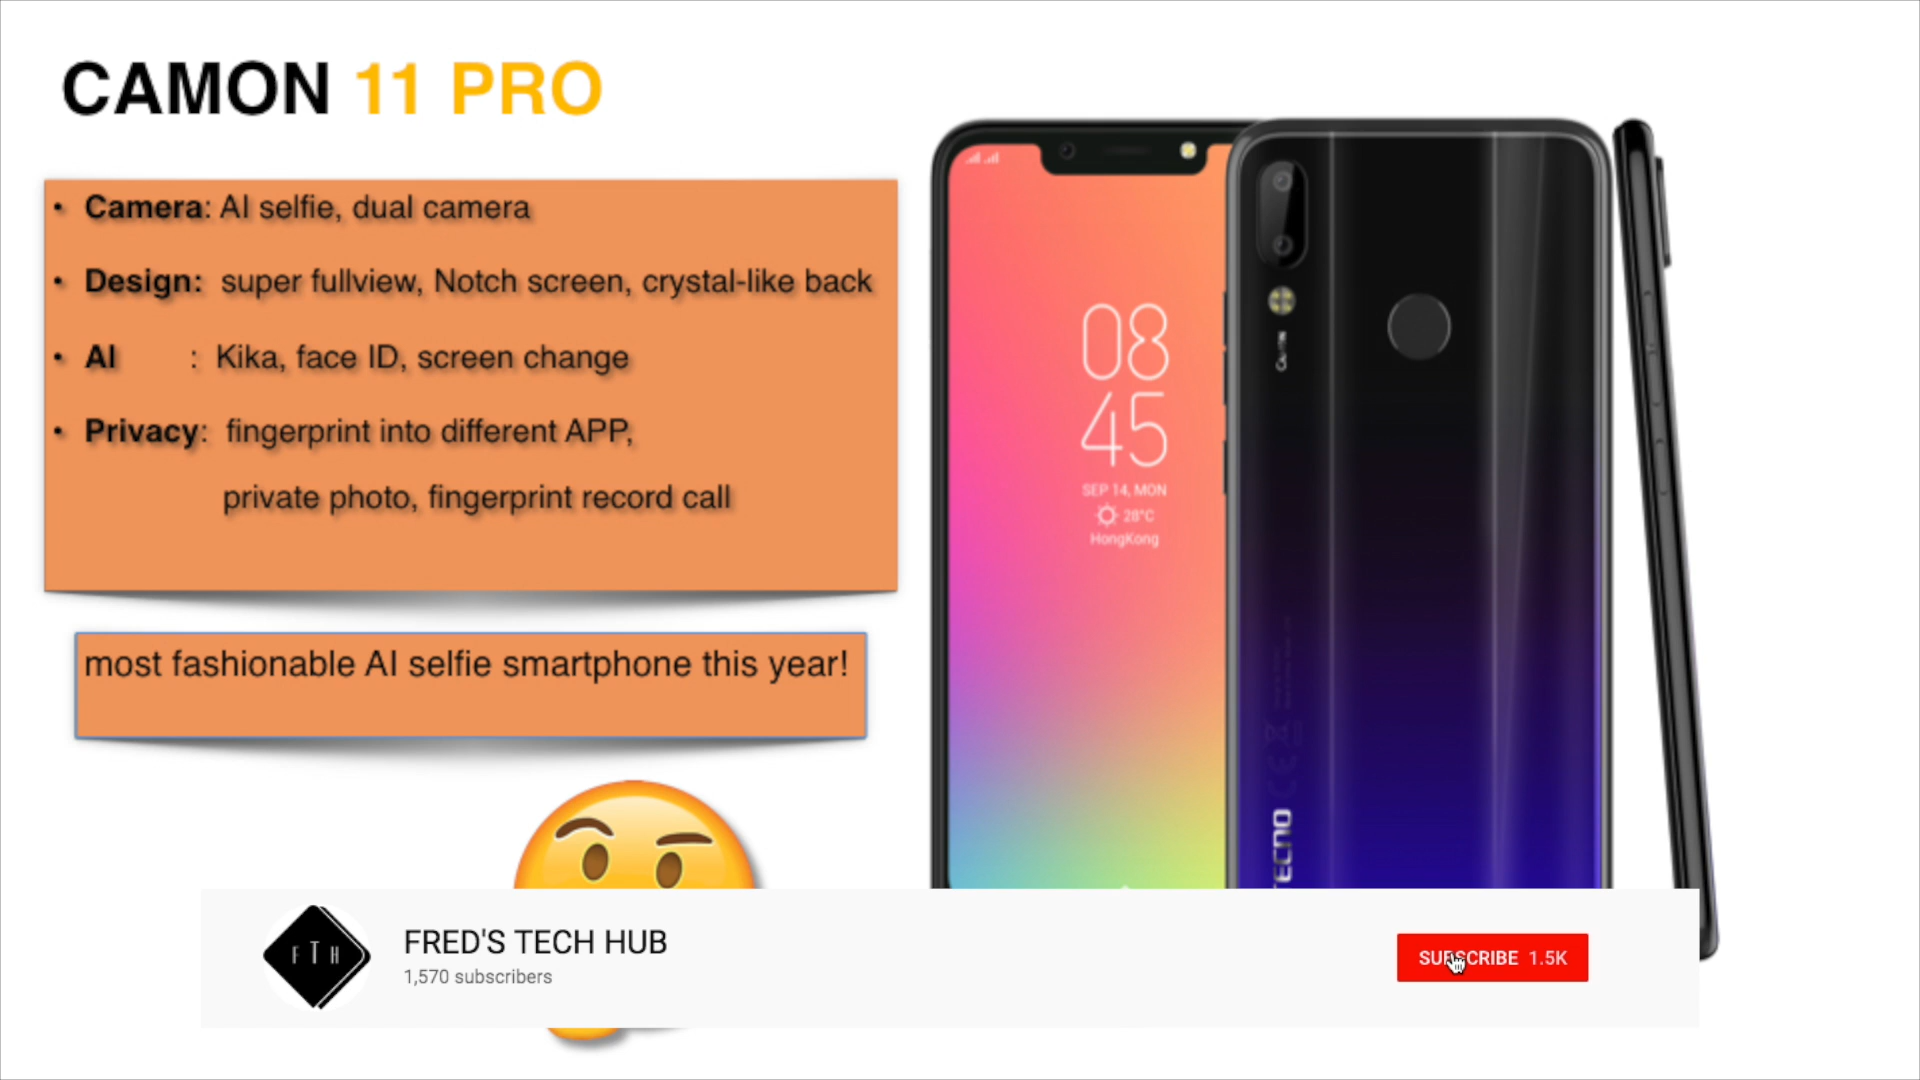 CAMON 11 PRO
• Camera: AI selfie, dual camera
• Design: super fullview, Notch screen, crystal-like back
• AI : Kika, face ID, screen change
• Privacy: fingerprint into different APP,
private photo, fingerprint record call
most fashionable AI selfie smartphone this year!
08
45
SEP 14, MON
28°C
HongKong
CAMON
TECNO
FTH
FRED'S TECH HUB
1,570 subscribers
SUBSCRIBE 1.5K